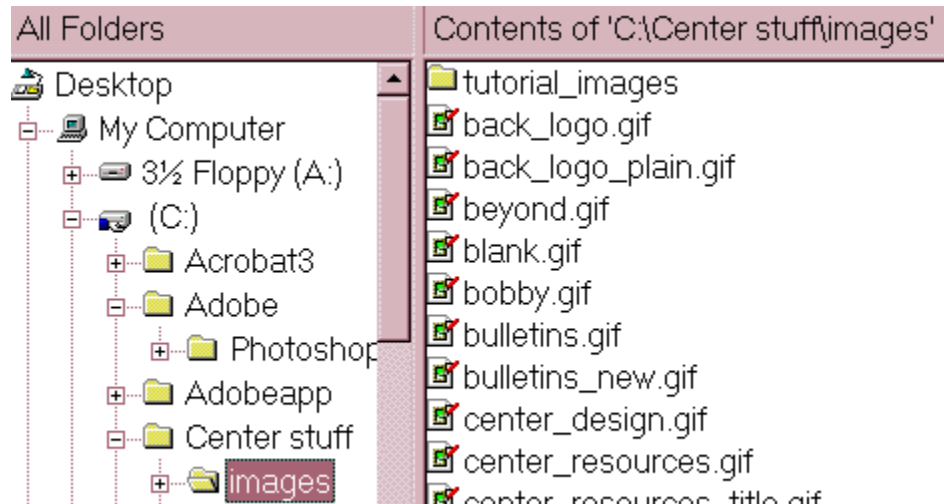 All Folders
Contents of 'C:\Center stuff\images'
Desktop
My Computer
3½ Floppy (A:)
(C:)
Acrobat3
Adobe
Photoshop
Adobeapp
Center stuff
images
tutorial_images
back_logo.gif
back_logo_plain.gif
beyond.gif
blank.gif
bobby.gif
bulletins.gif
bulletins_new.gif
center_design.gif
center_resources.gif
center_resources_title.gif